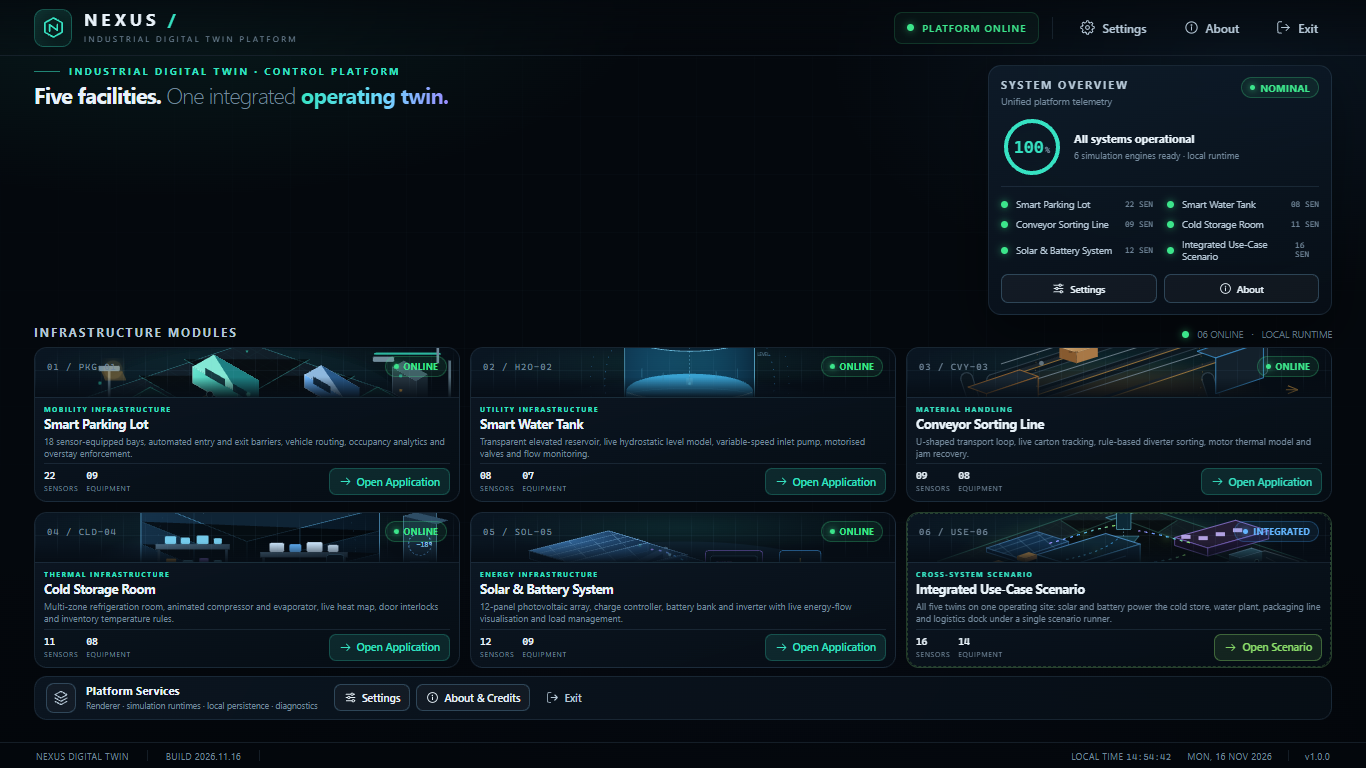 NEXUS /
INDUSTRIAL DIGITAL TWIN PLATFORM
PLATFORM ONLINE
Settings
About
Exit
INDUSTRIAL DIGITAL TWIN · CONTROL PLATFORM
Five facilities. One integrated operating twin.
SYSTEM OVERVIEW
NOMINAL
Unified platform telemetry
100%
All systems operational
6 simulation engines ready · local runtime
Smart Parking Lot 22 SEN
Smart Water Tank 08 SEN
Conveyor Sorting Line 09 SEN
Cold Storage Room 11 SEN
Solar & Battery System 12 SEN
Integrated Use-Case
Scenario
16
SEN
Settings
About
INFRASTRUCTURE MODULES
06 ONLINE · LOCAL RUNTIME
01 / PKG
ONLINE
MOBILITY INFRASTRUCTURE
Smart Parking Lot
18 sensor-equipped bays, automated entry and exit barriers, vehicle routing, occupancy analytics and
overstay enforcement.
22 09
SENSORS EQUIPMENT
Open Application
02 / H2O-02
LEVEL
ONLINE
UTILITY INFRASTRUCTURE
Smart Water Tank
Transparent elevated reservoir, live hydrostatic level model, variable-speed inlet pump, motorised
valves and flow monitoring.
08 07
SENSORS EQUIPMENT
Open Application
03 / CVY-03
ONLINE
MATERIAL HANDLING
Conveyor Sorting Line
U-shaped transport loop, live carton tracking, rule-based diverter sorting, motor thermal model and
jam recovery.
09 08
SENSORS EQUIPMENT
Open Application
04 / CLD-04
ONLINE
-18°
THERMAL INFRASTRUCTURE
Cold Storage Room
Multi-zone refrigeration room, animated compressor and evaporator, live heat map, door interlocks
and inventory temperature rules.
11 08
SENSORS EQUIPMENT
Open Application
05 / SOL-05
ONLINE
ENERGY INFRASTRUCTURE
Solar & Battery System
12-panel photovoltaic array, charge controller, battery bank and inverter with live energy-flow
visualisation and load management.
12 09
SENSORS EQUIPMENT
Open Application
06 / USE-06
INTEGRATED
CROSS-SYSTEM SCENARIO
Integrated Use-Case Scenario
All five twins on one operating site: solar and battery power the cold store, water plant, packaging line
and logistics dock under a single scenario runner.
16 14
SENSORS EQUIPMENT
Open Scenario
Platform Services
Renderer · simulation runtimes · local persistence · diagnostics
Settings
About & Credits
Exit
NEXUS DIGITAL TWIN
BUILD 2026.11.16
LOCAL TIME 14:54:42
MON, 16 NOV 2026
v1.0.0